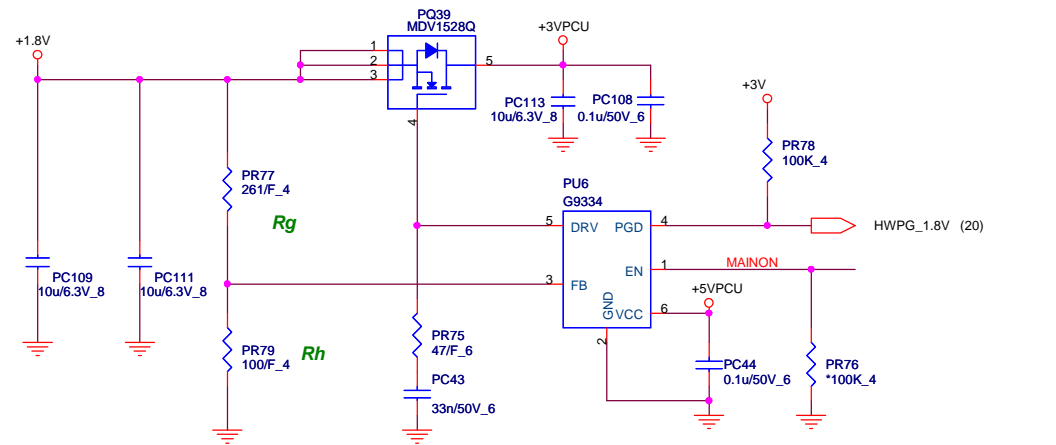 PQ39
MDV1528Q
+1.8V
+3VPCU
1
2
3
5
4
PC113
10u/6.3V_8
PC108
0.1u/50V_6
+3V
PR78
100K_4
PR77
261/F_4
Rg
PU6
G9334
5
DRV
PGD
4
HWPG_1.8V (20)
3
FB
EN
1
MAINON
GND
VCC
6
2
+5VPCU
PC109
10u/6.3V_8
PC111
10u/6.3V_8
PR79
100/F_4
Rh
PR75
47/F_6
PC43
33n/50V_6
PC44
0.1u/50V_6
PR76
*100K_4